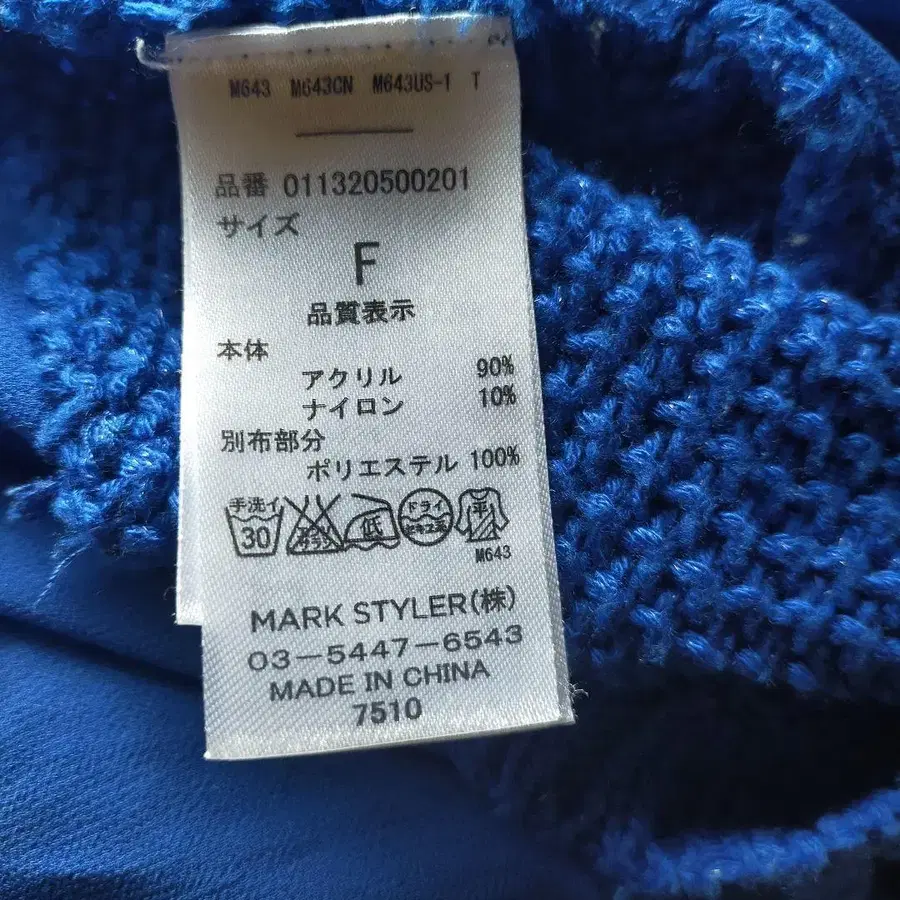 M643 M643CN M643US-1 T
品番 011320500201
サイズ
F
品質表示
本体
アクリル 90%
ナイロン 10%
別布部分
ポリエステル 100%
手洗イ ドライ
30 低 平
M643
MARK STYLER(株)
03-5447-6543
MADE IN CHINA
7510